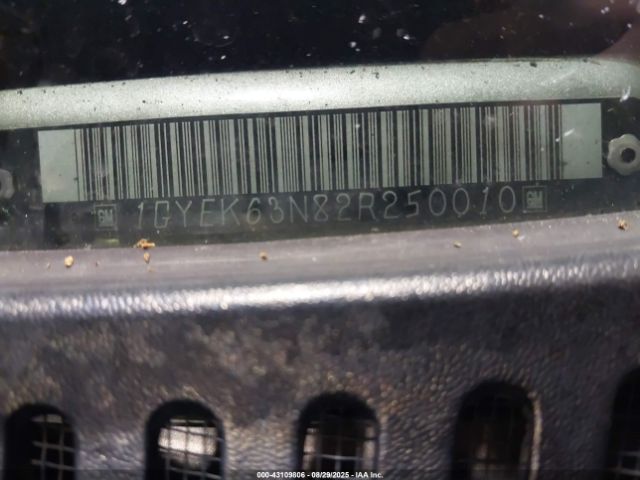 GM 1GYEK63N82R250010 GM
000-43109806 - 08/29/2025 - IAA Inc.